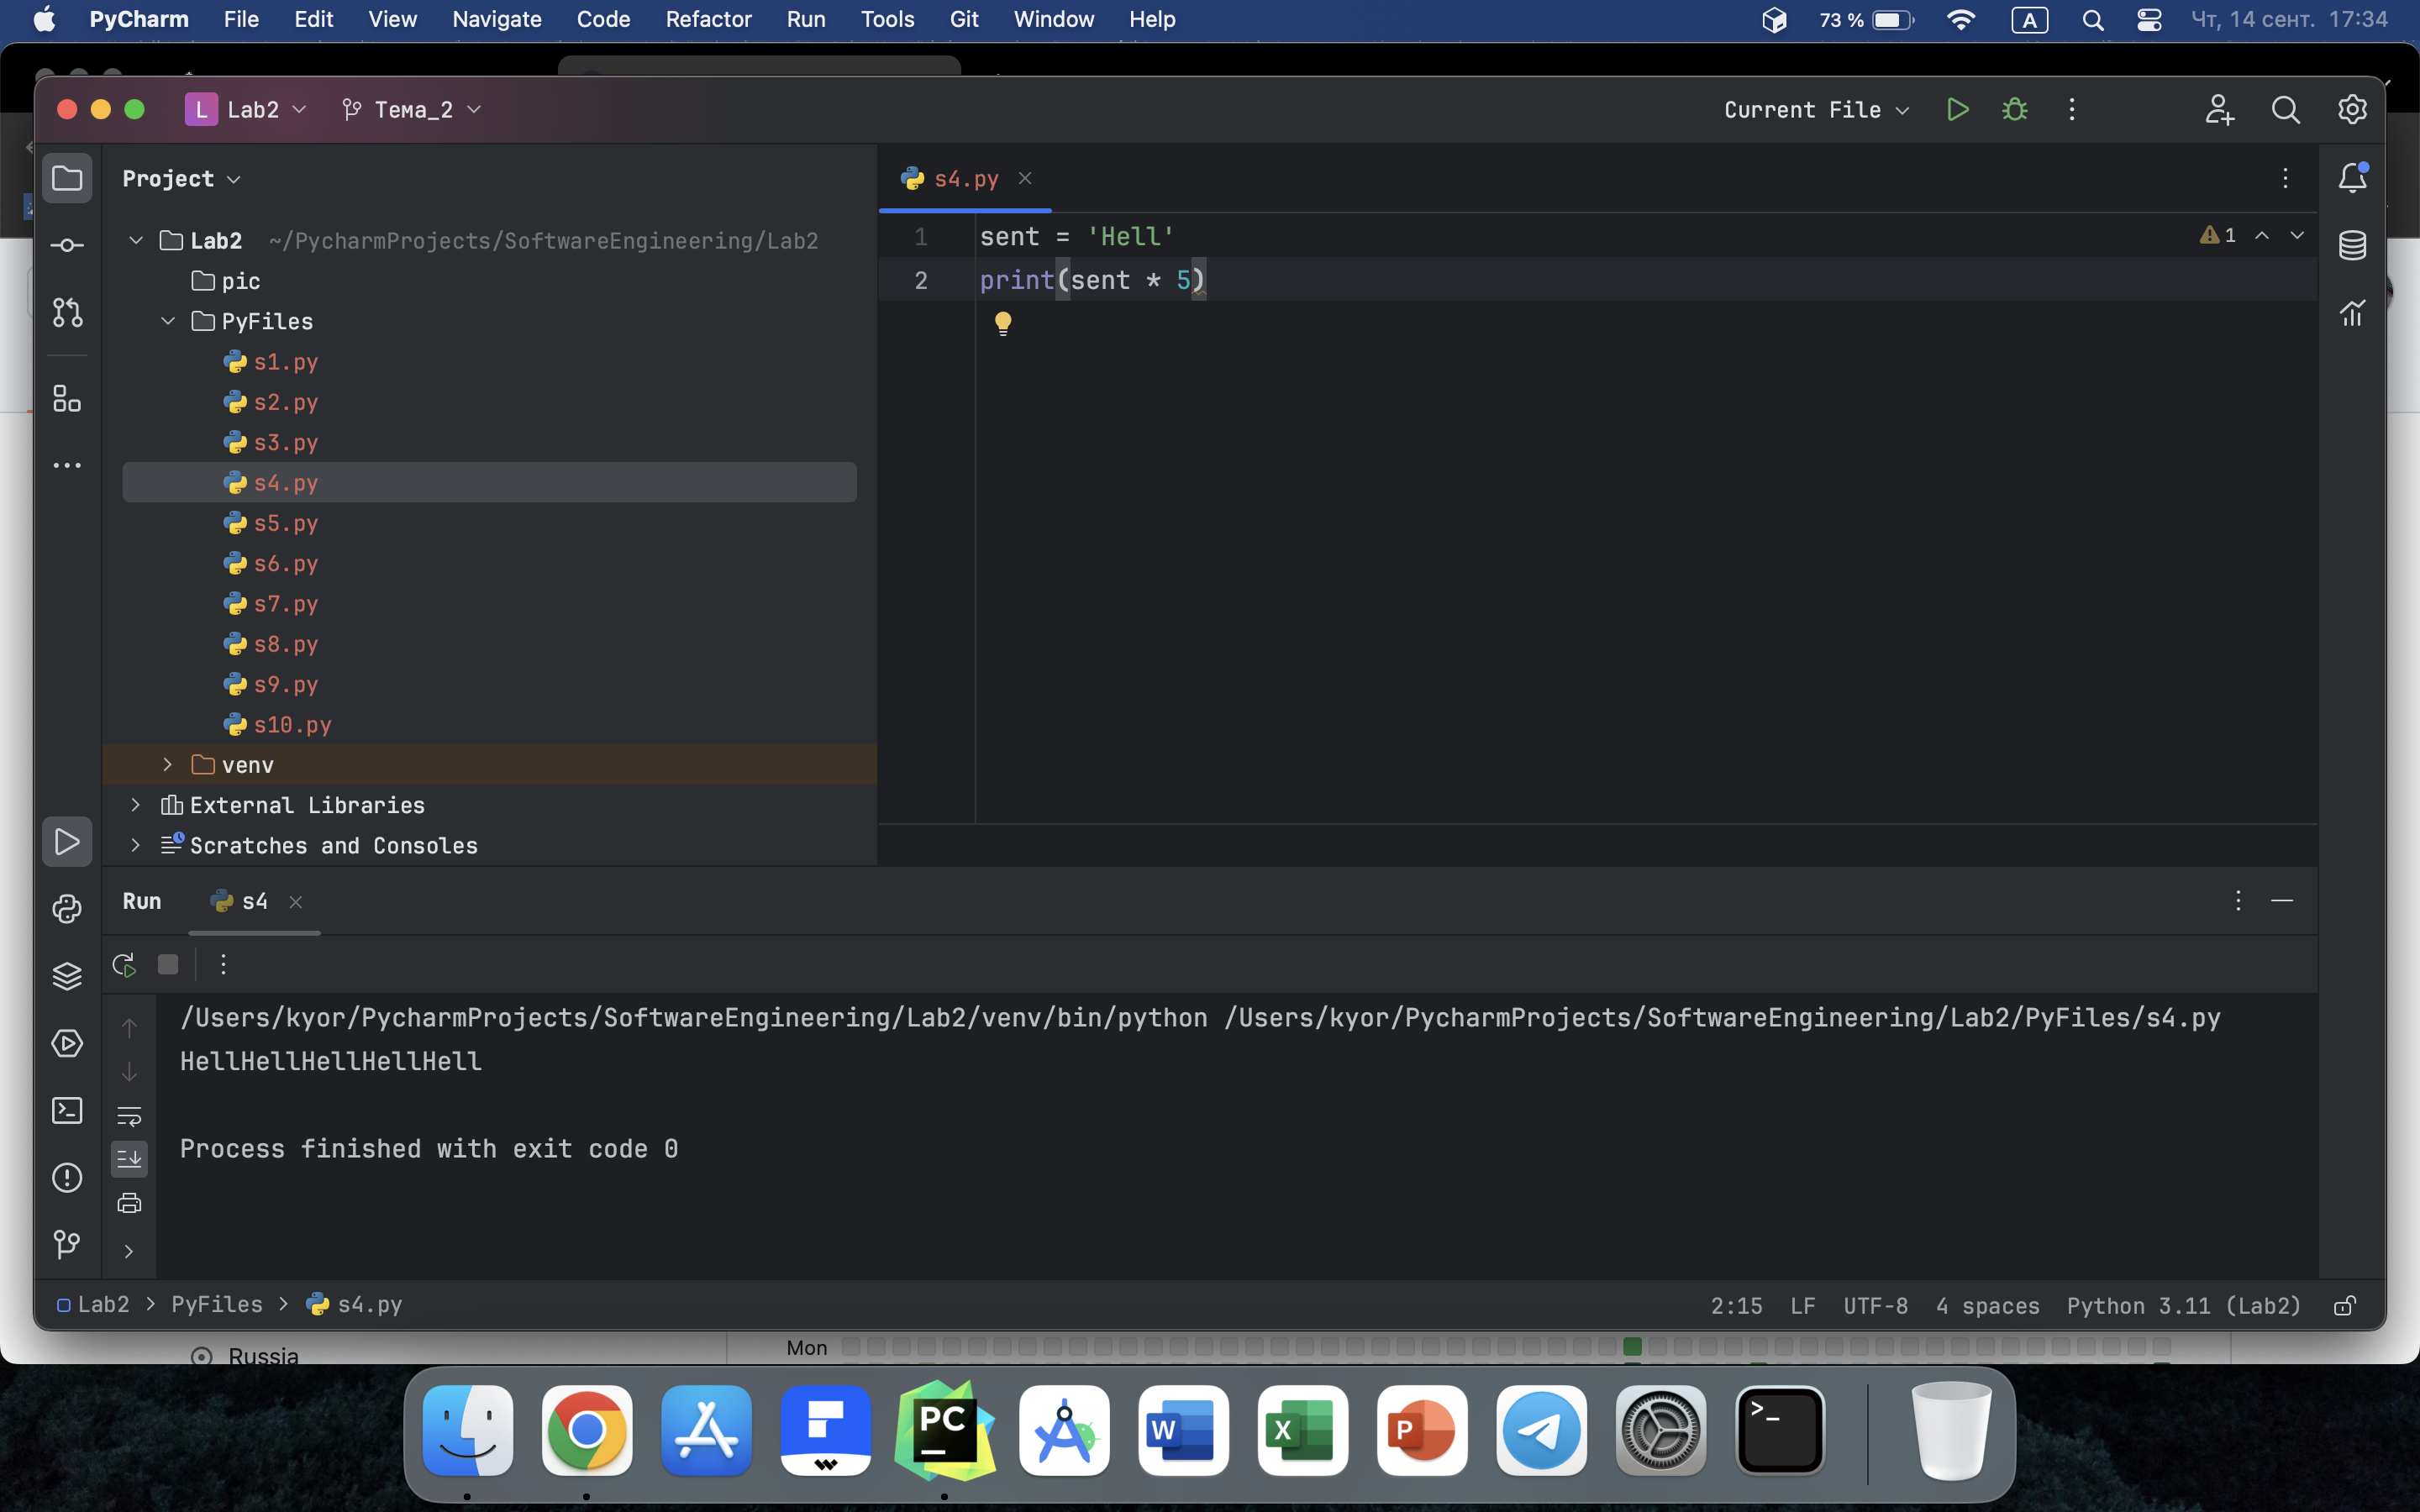 PyCharm File Edit View Navigate Code Refactor Run Tools Git Window Help 73 % A Чт, 14 сент. 17:34
L Lab2 Тема_2 Current File
Project
s4.py
Lab2 ~/PycharmProjects/SoftwareEngineering/Lab2
pic
PyFiles
s1.py
s2.py
s3.py
s4.py
s5.py
s6.py
s7.py
s8.py
s9.py
s10.py
venv
External Libraries
Scratches and Consoles
1 sent = 'Hell'
2 print(sent * 5)
1
Run s4
/Users/kyor/PycharmProjects/SoftwareEngineering/Lab2/venv/bin/python /Users/kyor/PycharmProjects/SoftwareEngineering/Lab2/PyFiles/s4.py
HellHellHellHellHell
Process finished with exit code 0
Lab2 > PyFiles > s4.py 2:15 LF UTF-8 4 spaces Python 3.11 (Lab2)
Mon
Russia
PC
W
X
P
>_